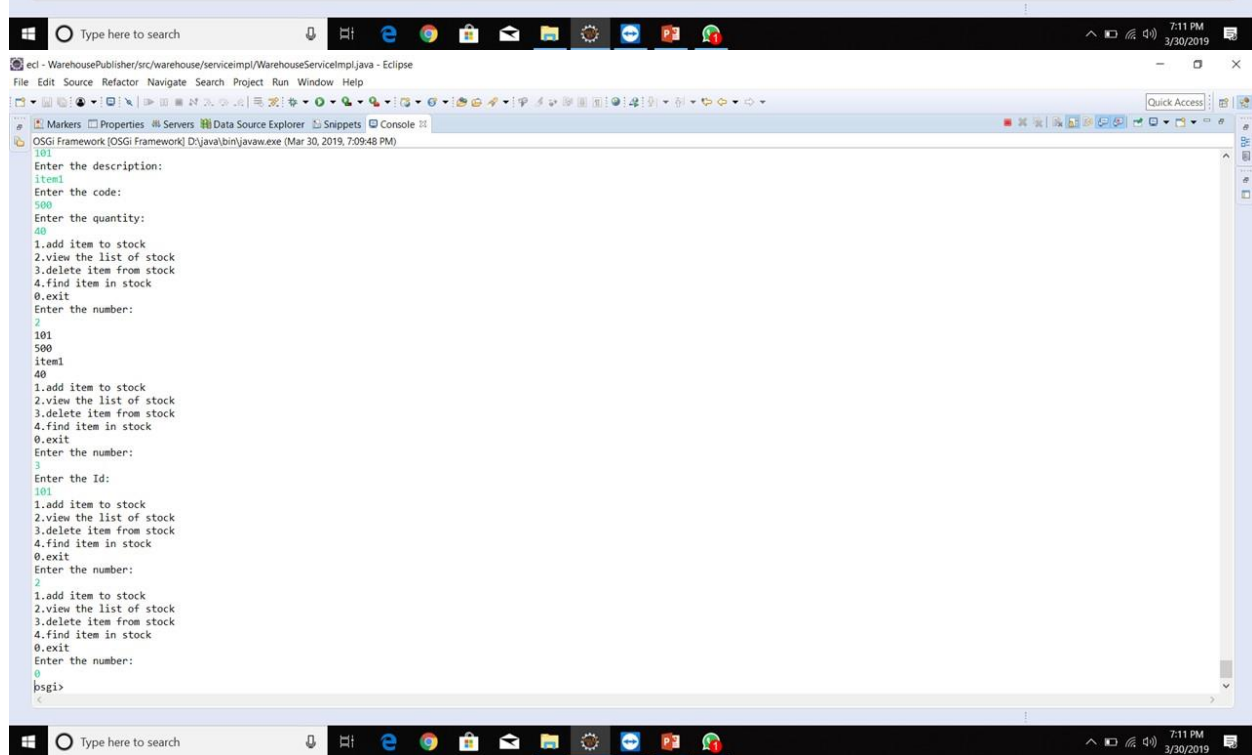 Type here to search
7:11 PM
3/30/2019
ecl - WarehousePublisher/src/warehouse/serviceimpl/WarehouseServiceImpl.java - Eclipse
File Edit Source Refactor Navigate Search Project Run Window Help
Quick Access
Markers Properties Servers Data Source Explorer Snippets Console
OSGi Framework [OSGi Framework] D:\java\bin\javaw.exe (Mar 30, 2019, 7:09:48 PM)
101
Enter the description:
item1
Enter the code:
500
Enter the quantity:
40
1.add item to stock
2.view the list of stock
3.delete item from stock
4.find item in stock
0.exit
Enter the number:
2
101
500
item1
40
1.add item to stock
2.view the list of stock
3.delete item from stock
4.find item in stock
0.exit
Enter the number:
3
Enter the Id:
101
1.add item to stock
2.view the list of stock
3.delete item from stock
4.find item in stock
0.exit
Enter the number:
2
1.add item to stock
2.view the list of stock
3.delete item from stock
4.find item in stock
0.exit
Enter the number:
0
osgi>
Type here to search
7:11 PM
3/30/2019